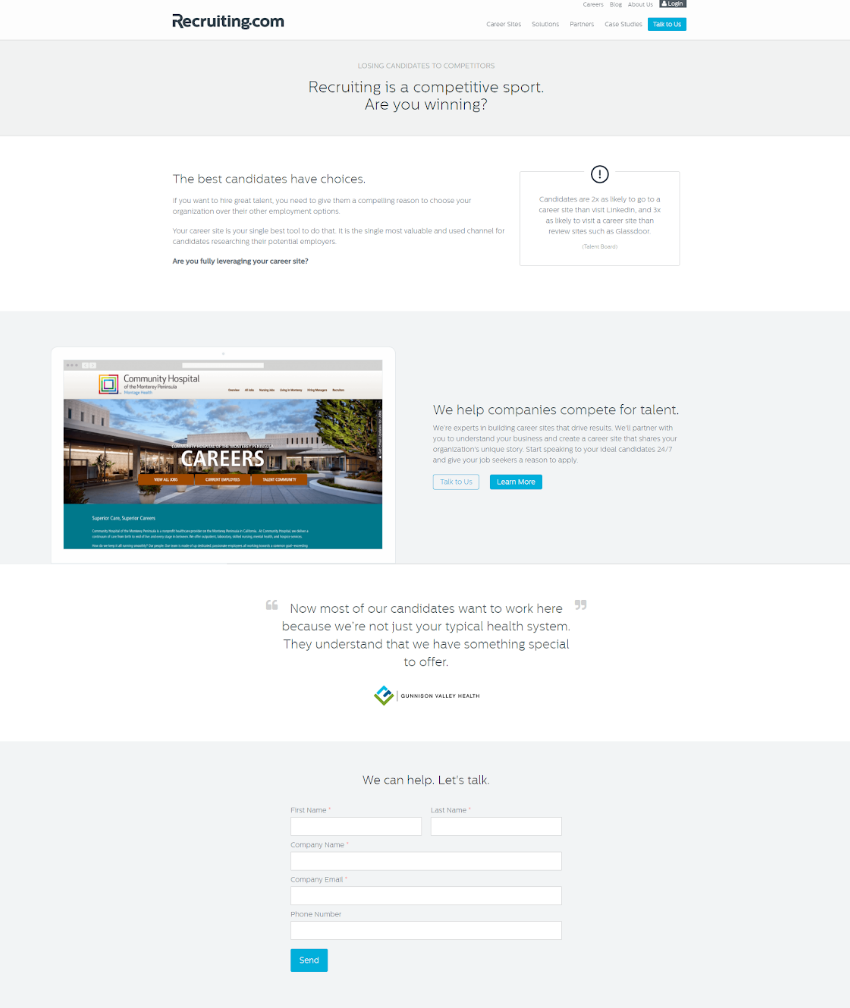 Careers Blog About Us Login
Recruiting.com
Career Sites Solutions Partners Case Studies Talk to Us
LOSING CANDIDATES TO COMPETITORS
Recruiting is a competitive sport.
Are you winning?
The best candidates have choices.
If you want to hire great talent, you need to give them a compelling reason to choose your
organization over their other employment options.
Your career site is your single best tool to do that. It is the single most valuable and used channel for
candidates researching their potential employers.
Are you fully leveraging your career site?
Candidates are 2x as likely to go to a
career site than visit LinkedIn, and 3x
as likely to visit a career site than
review sites such as Glassdoor.
(Talent Board)
Community Hospital
of the Monterey Peninsula
Montage Health
Overview All Jobs Nursing Jobs Living in Monterey Hiring Managers Recruiters
COMMUNITY HOSPITAL OF THE MONTEREY PENINSULA
CAREERS
VIEW ALL JOBS CURRENT EMPLOYEES TALENT COMMUNITY
Superior Care, Superior Careers
We help companies compete for talent.
We're experts in building career sites that drive results. We'll partner with
you to understand your business and create a career site that shares your
organization's unique story. Start speaking to your ideal candidates 24/7
and give your job seekers a reason to apply.
Talk to Us Learn More
“ Now most of our candidates want to work here ”
because we're not just your typical health system.
They understand that we have something special
to offer.
GUNNISON VALLEY HEALTH
We can help. Let's talk.
First Name * Last Name *
Company Name *
Company Email *
Phone Number
Send